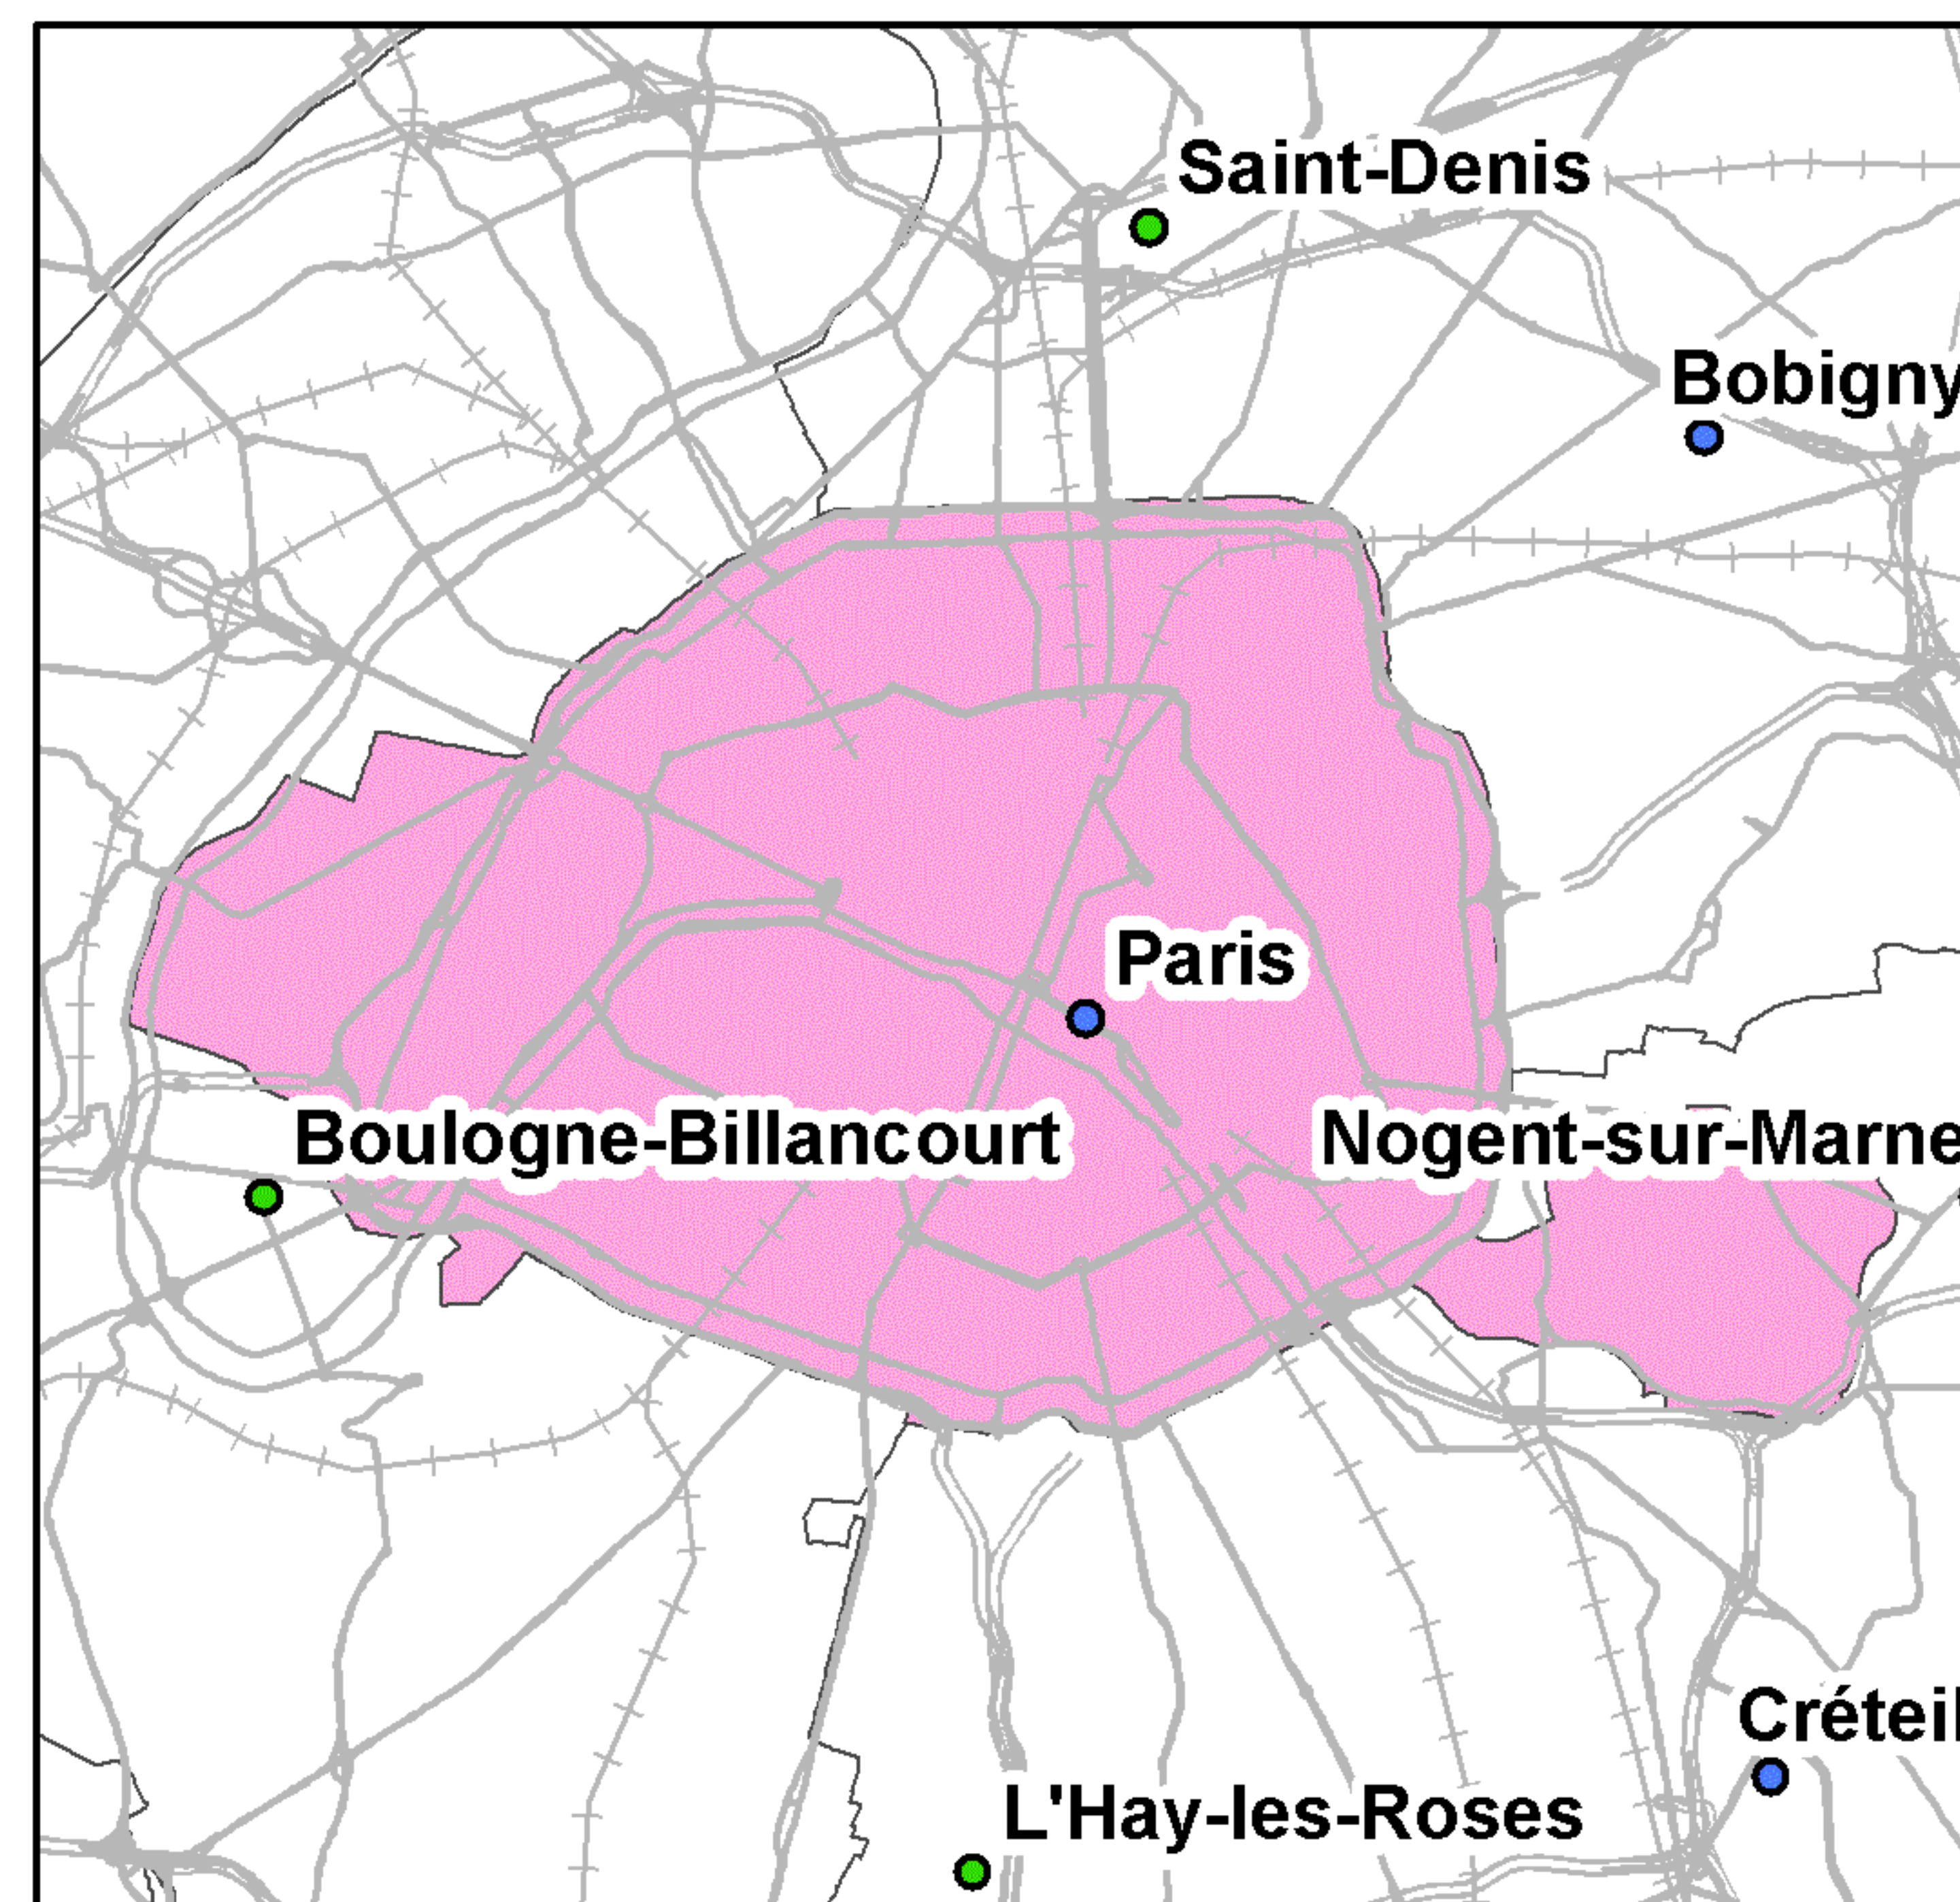 Saint-Denis
Bobigny
Paris
Boulogne-Billancourt
Nogent-sur-Marne
Créteil
L'Hay-les-Roses